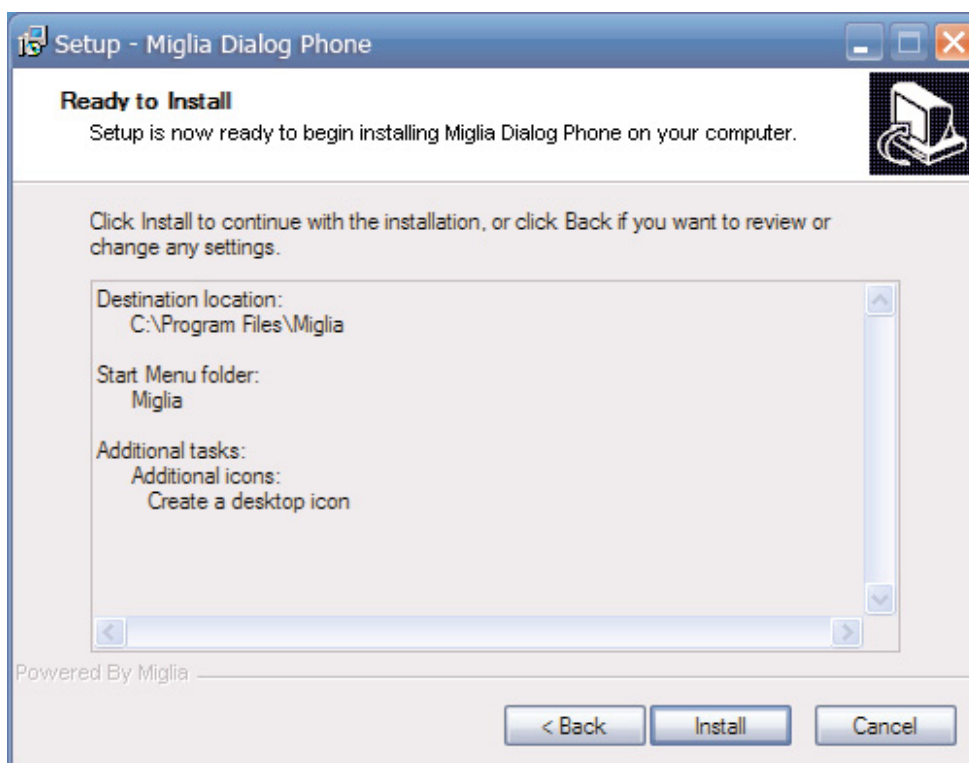 Setup - Miglia Dialog Phone
Ready to Install
Setup is now ready to begin installing Miglia Dialog Phone on your computer.
Click Install to continue with the installation, or click Back if you want to review or
change any settings.
Destination location:
C:\Program Files\Miglia
Start Menu folder:
Miglia
Additional tasks:
Additional icons:
Create a desktop icon
Powered By Miglia
< Back
Install
Cancel